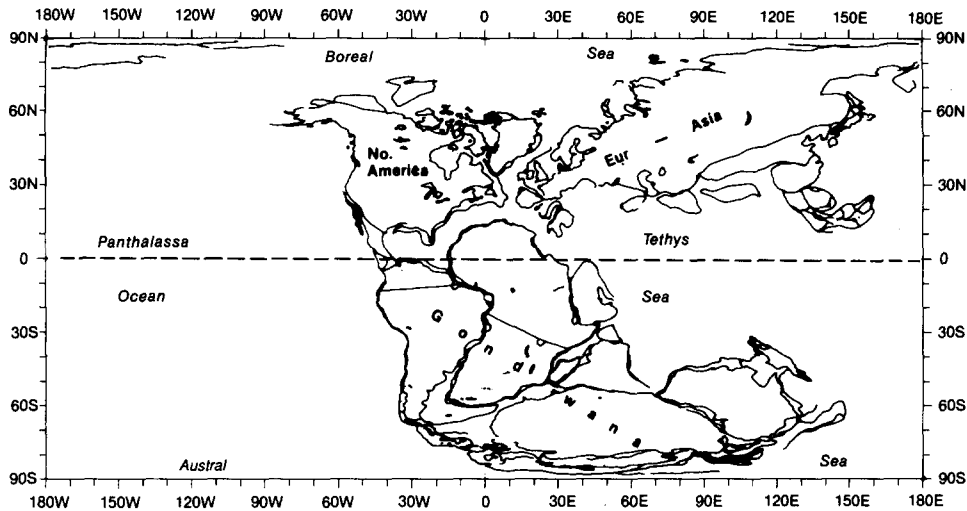 180W 150W 120W 90W 60W 30W 0 30E 60E 90E 120E 150E 180E
90N Boreal Sea 90N
60N 60N
Eur Asia
No.
America
30N 30N
Panthalassa Tethys
0 0
Ocean Sea
30S 30S
Gond
wana
60S 60S
Austral Sea
90S 90S
180W 150W 120W 90W 60W 30W 0 30E 60E 90E 120E 150E 180E